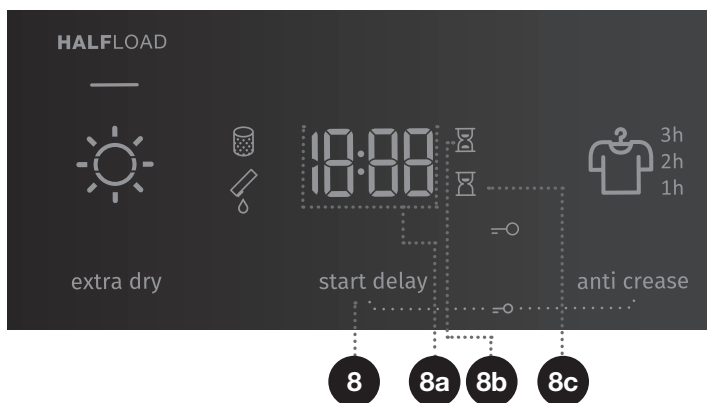 HALFLOAD
18:88
3h
2h
1h
extra dry
start delay
anti crease
8
8a
8b
8c